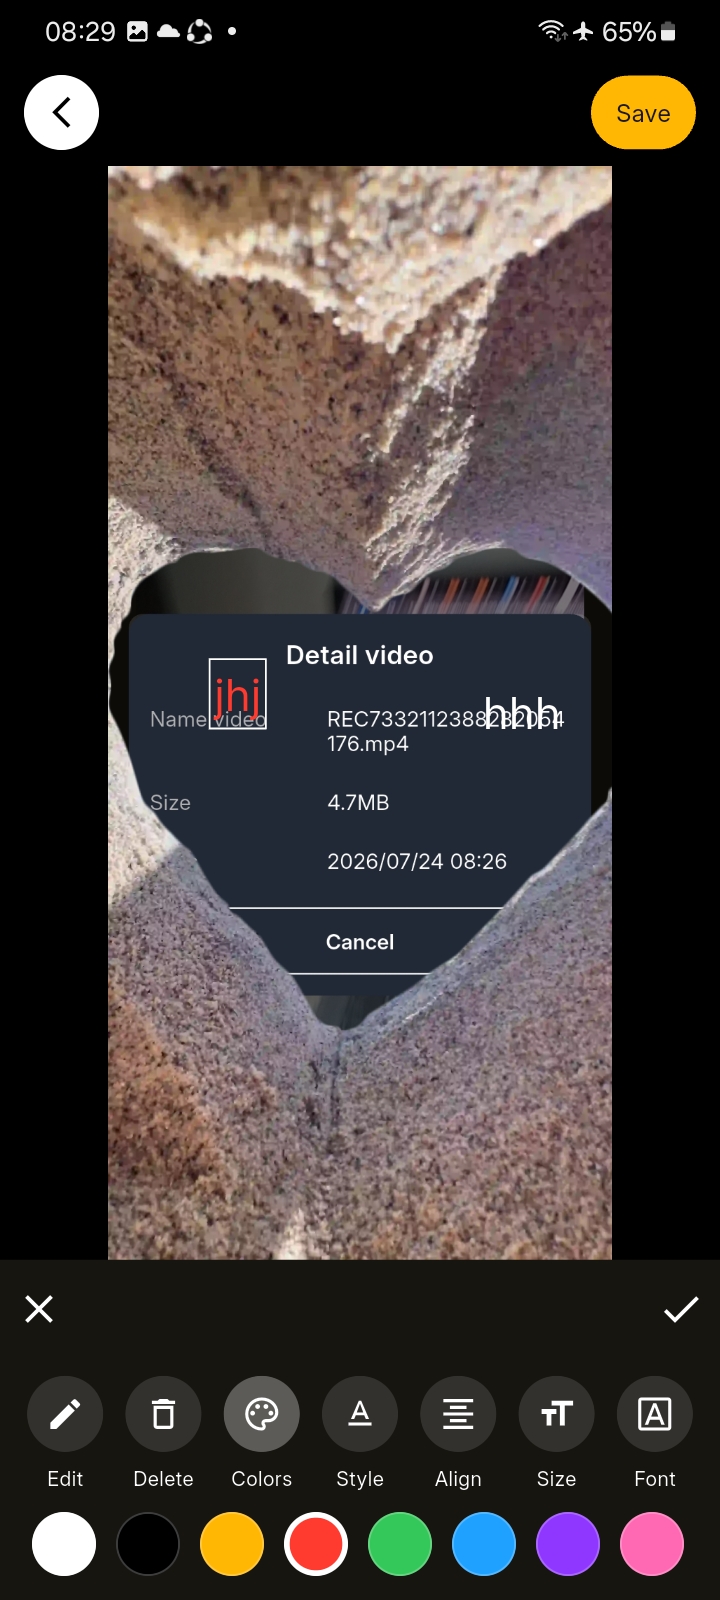 08:29 65%
Save
Detail video
jhj
hhh
Name video REC7332112388282064
176.mp4
Size 4.7MB
2026/07/24 08:26
Cancel
Edit Delete Colors Style Align Size Font